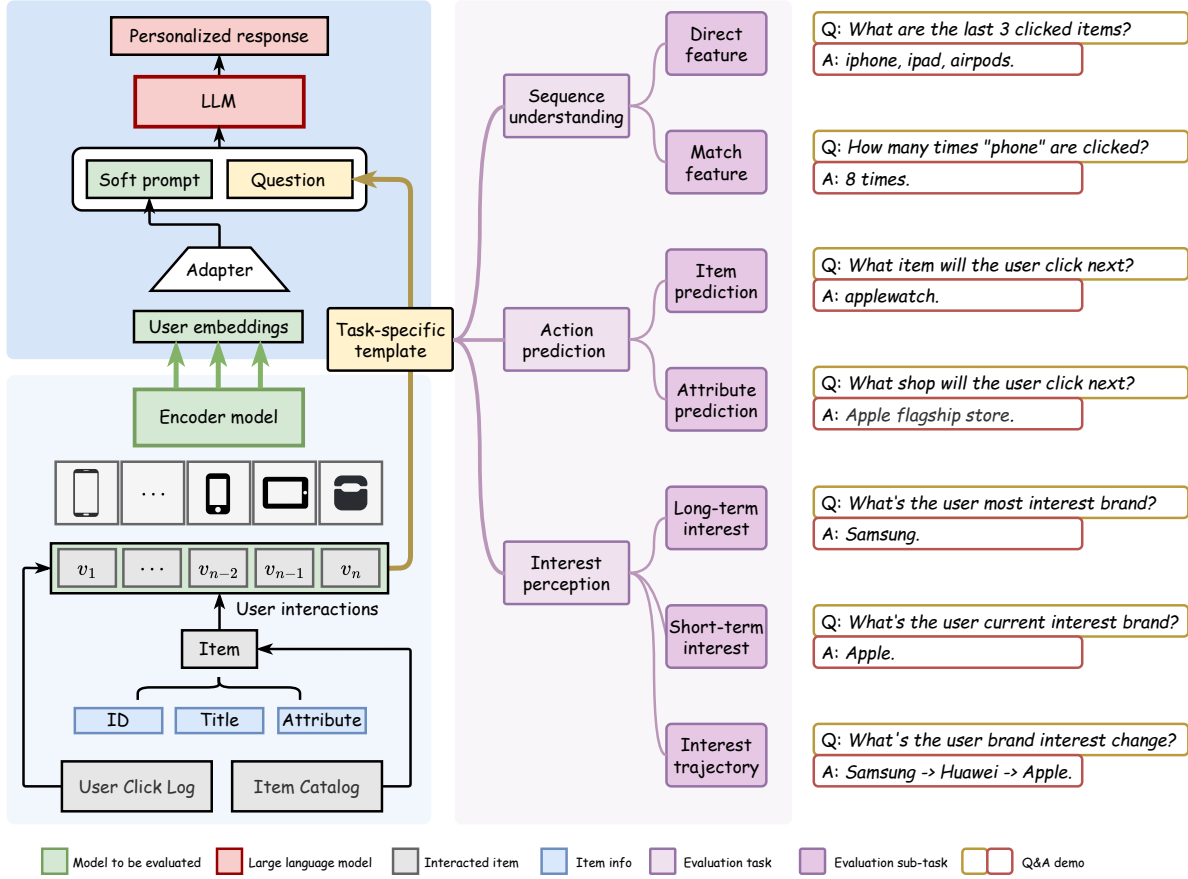 Personalized response
LLM
Soft prompt
Question
Adapter
User embeddings
Task-specific
template
Encoder model
...
v1
...
vn−2
vn−1
vn
User interactions
Item
ID
Title
Attribute
User Click Log
Item Catalog
Sequence
understanding
Action
prediction
Interest
perception
Direct
feature
Match
feature
Item
prediction
Attribute
prediction
Long-term
interest
Short-term
interest
Interest
trajectory
Q: What are the last 3 clicked items?
A: iphone, ipad, airpods.
Q: How many times "phone" are clicked?
A: 8 times.
Q: What item will the user click next?
A: applewatch.
Q: What shop will the user click next?
A: Apple flagship store.
Q: What's the user most interest brand?
A: Samsung.
Q: What's the user current interest brand?
A: Apple.
Q: What's the user brand interest change?
A: Samsung -> Huawei -> Apple.
Model to be evaluated
Large language model
Interacted item
Item info
Evaluation task
Evaluation sub-task
Q&A demo